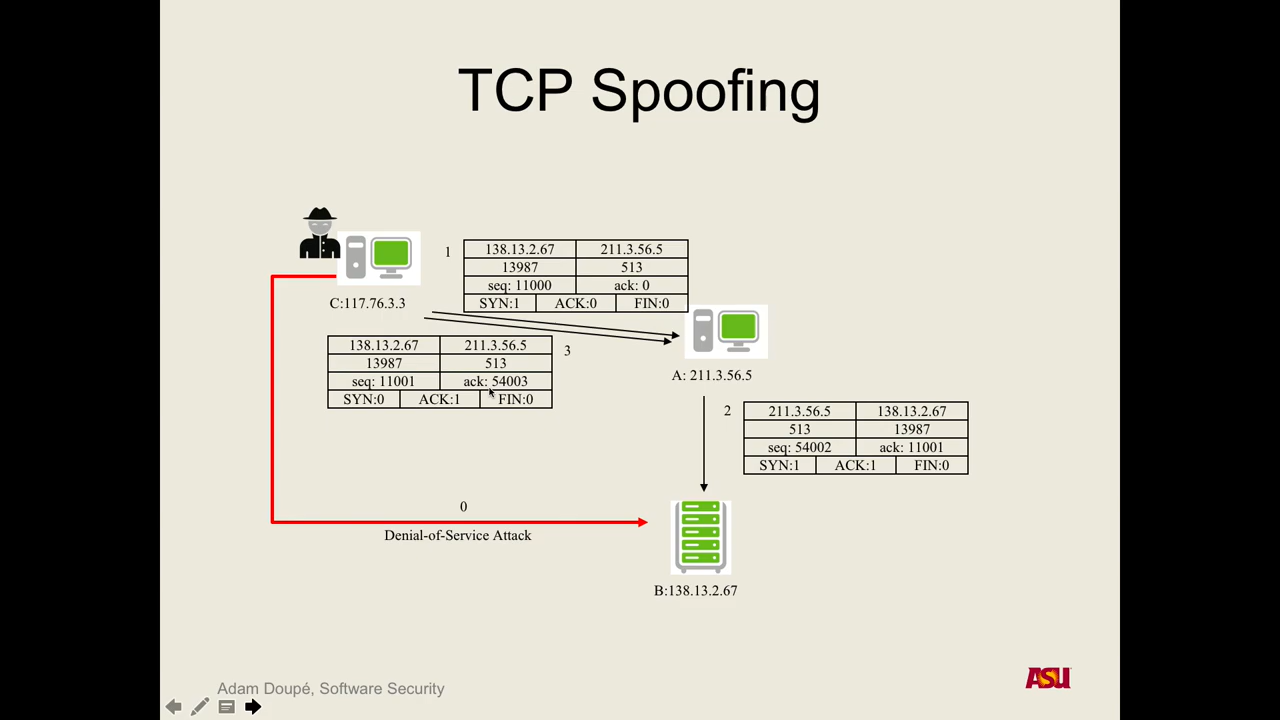 TCP Spoofing
1
138.13.2.67 211.3.56.5
13987 513
seq: 11000 ack: 0
SYN:1 ACK:0 FIN:0
C:117.76.3.3
138.13.2.67 211.3.56.5
13987 513
seq: 11001 ack: 54003
SYN:0 ACK:1 FIN:0
3
A: 211.3.56.5
2
211.3.56.5 138.13.2.67
513 13987
seq: 54002 ack: 11001
SYN:1 ACK:1 FIN:0
0
Denial-of-Service Attack
B:138.13.2.67
Adam Doupé, Software Security
ASU